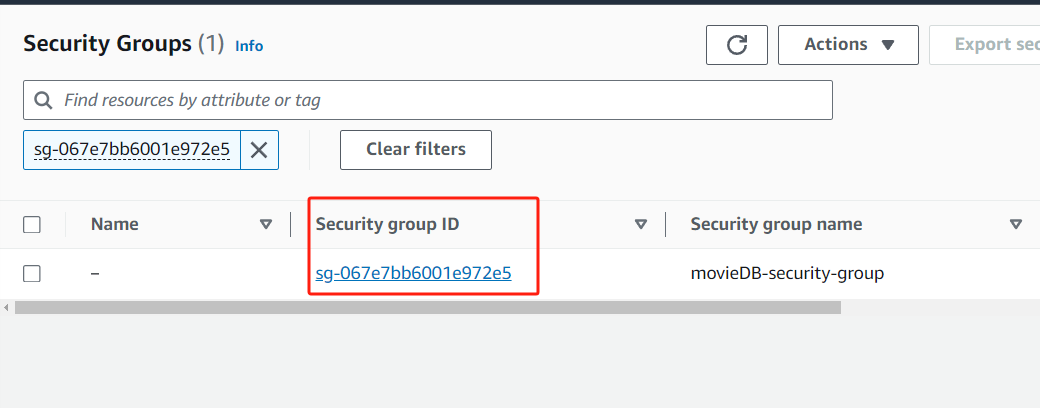 Security Groups (1) Info
Actions
Export sec
Find resources by attribute or tag
sg-067e7bb6001e972e5
Clear filters
Name Security group ID Security group name
– sg-067e7bb6001e972e5 movieDB-security-group